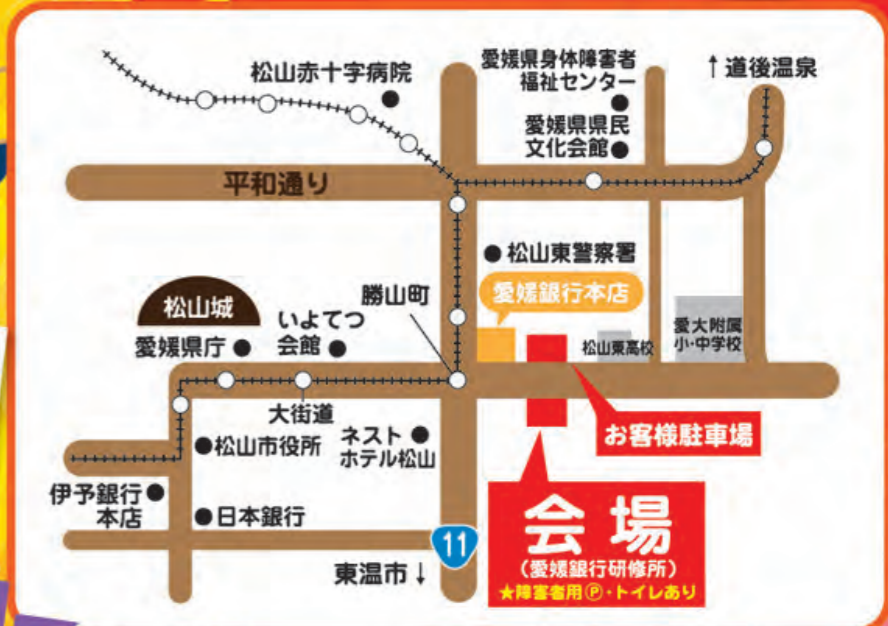 松山赤十字病院
愛媛県身体障害者
福祉センター
愛媛県県民
文化会館
↑道後温泉
平和通り
松山東警察署
愛媛銀行本店
勝山町
松山城
いよてつ
会館
愛媛県庁
松山東高校
愛大附属
小・中学校
大街道
お客様駐車場
松山市役所
ネスト
ホテル松山
伊予銀行
本店
日本銀行
11
東温市↓
会場
(愛媛銀行研修所)
★障害者用Ⓟ・トイレあり